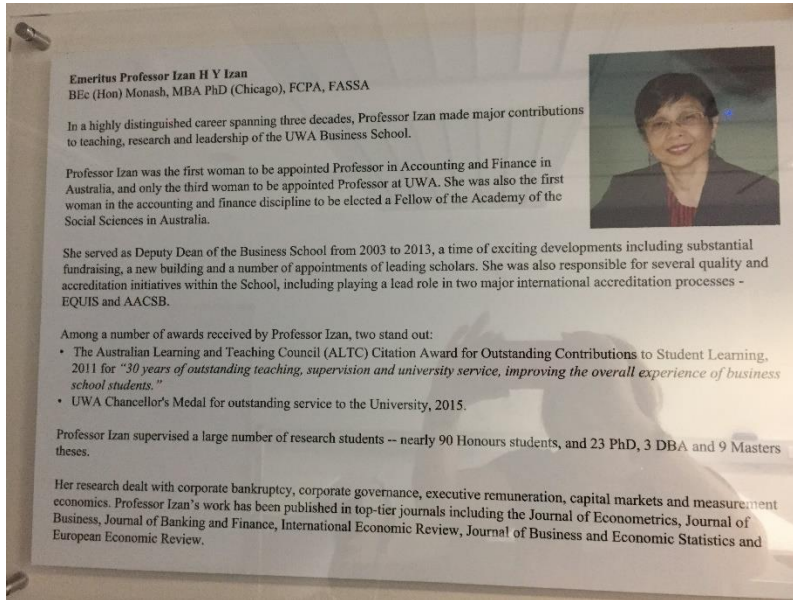 Emeritus Professor Izan H Y Izan
BEc (Hon) Monash, MBA PhD (Chicago), FCPA, FASSA
In a highly distinguished career spanning three decades, Professor Izan made major contributions
to teaching, research and leadership of the UWA Business School.
Professor Izan was the first woman to be appointed Professor in Accounting and Finance in
Australia, and only the third woman to be appointed Professor at UWA. She was also the first
woman in the accounting and finance discipline to be elected a Fellow of the Academy of the
Social Sciences in Australia.
She served as Deputy Dean of the Business School from 2003 to 2013, a time of exciting developments including substantial
fundraising, a new building and a number of appointments of leading scholars. She was also responsible for several quality and
accreditation initiatives within the School, including playing a lead role in two major international accreditation processes -
EQUIS and AACSB.
Among a number of awards received by Professor Izan, two stand out:
• The Australian Learning and Teaching Council (ALTC) Citation Award for Outstanding Contributions to Student Learning,
2011 for "30 years of outstanding teaching, supervision and university service, improving the overall experience of business
school students."
• UWA Chancellor's Medal for outstanding service to the University, 2015.
Professor Izan supervised a large number of research students -- nearly 90 Honours students, and 23 PhD, 3 DBA and 9 Masters
theses.
Her research dealt with corporate bankruptcy, corporate governance, executive remuneration, capital markets and measurement
economics. Professor Izan's work has been published in top-tier journals including the Journal of Econometrics, Journal of
Business, Journal of Banking and Finance, International Economic Review, Journal of Business and Economic Statistics and
European Economic Review.